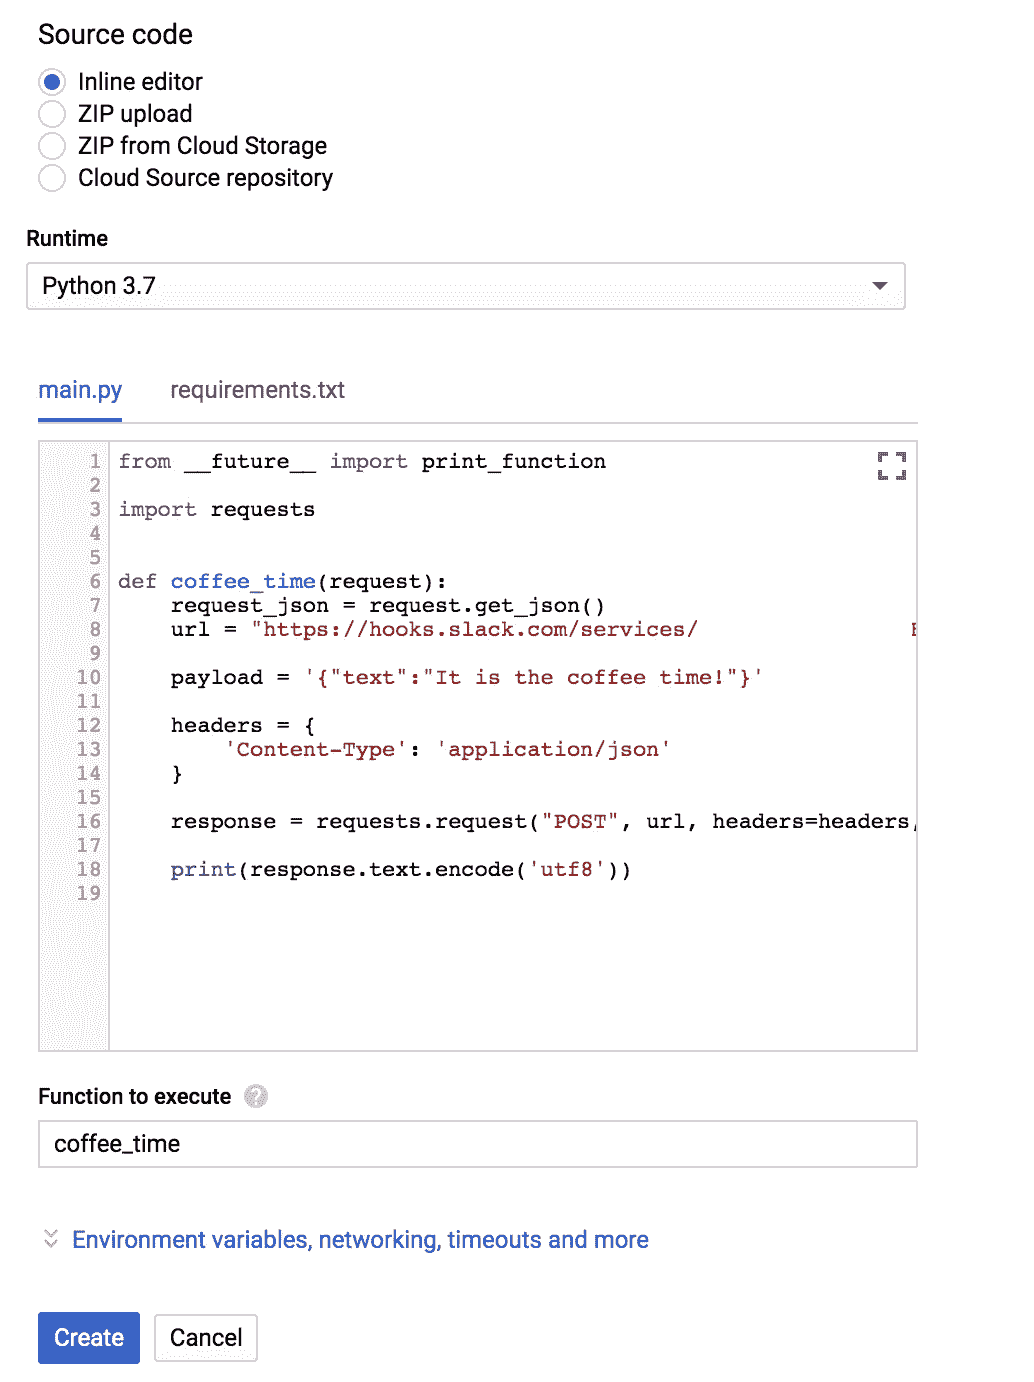 Source code
Inline editor
ZIP upload
ZIP from Cloud Storage
Cloud Source repository
Runtime
Python 3.7
main.py requirements.txt
1 from __future__ import print_function
2
3 import requests
4
5
6 def coffee_time(request):
7     request_json = request.get_json()
8     url = "https://hooks.slack.com/services/
9
10     payload = '{"text":"It is the coffee time!"}'
11
12     headers = {
13         'Content-Type': 'application/json'
14     }
15
16     response = requests.request("POST", url, headers=headers,
17
18     print(response.text.encode('utf8'))
19
Function to execute ?
coffee_time
Environment variables, networking, timeouts and more
Create Cancel